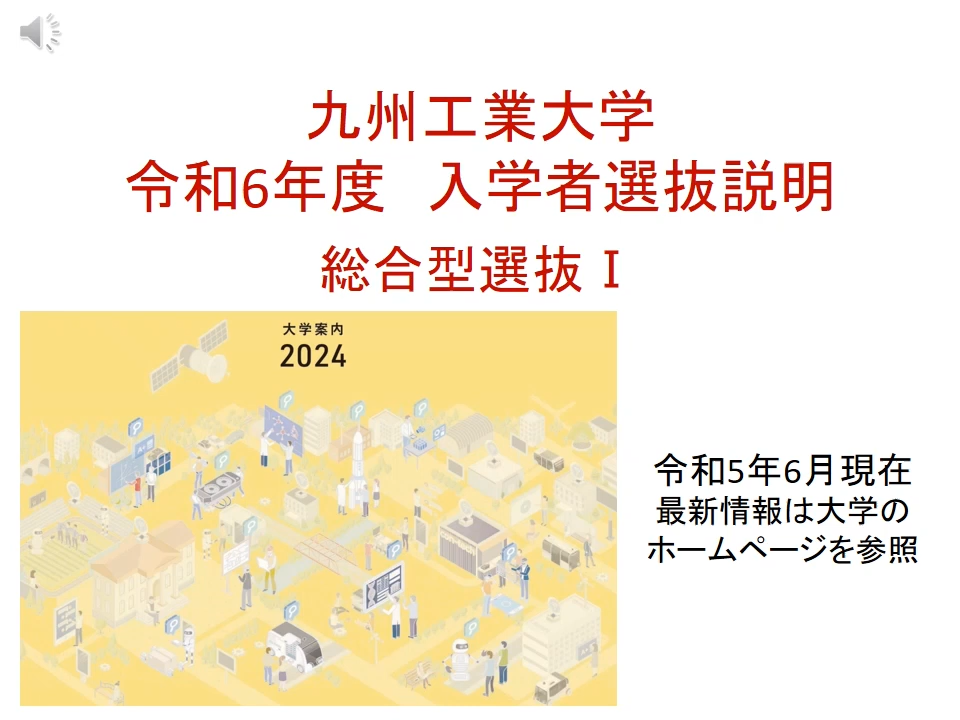 九州工業大学
令和6年度　入学者選抜説明
総合型選抜Ⅰ
大学案内
2024
令和5年6月現在
最新情報は大学の
ホームページを参照